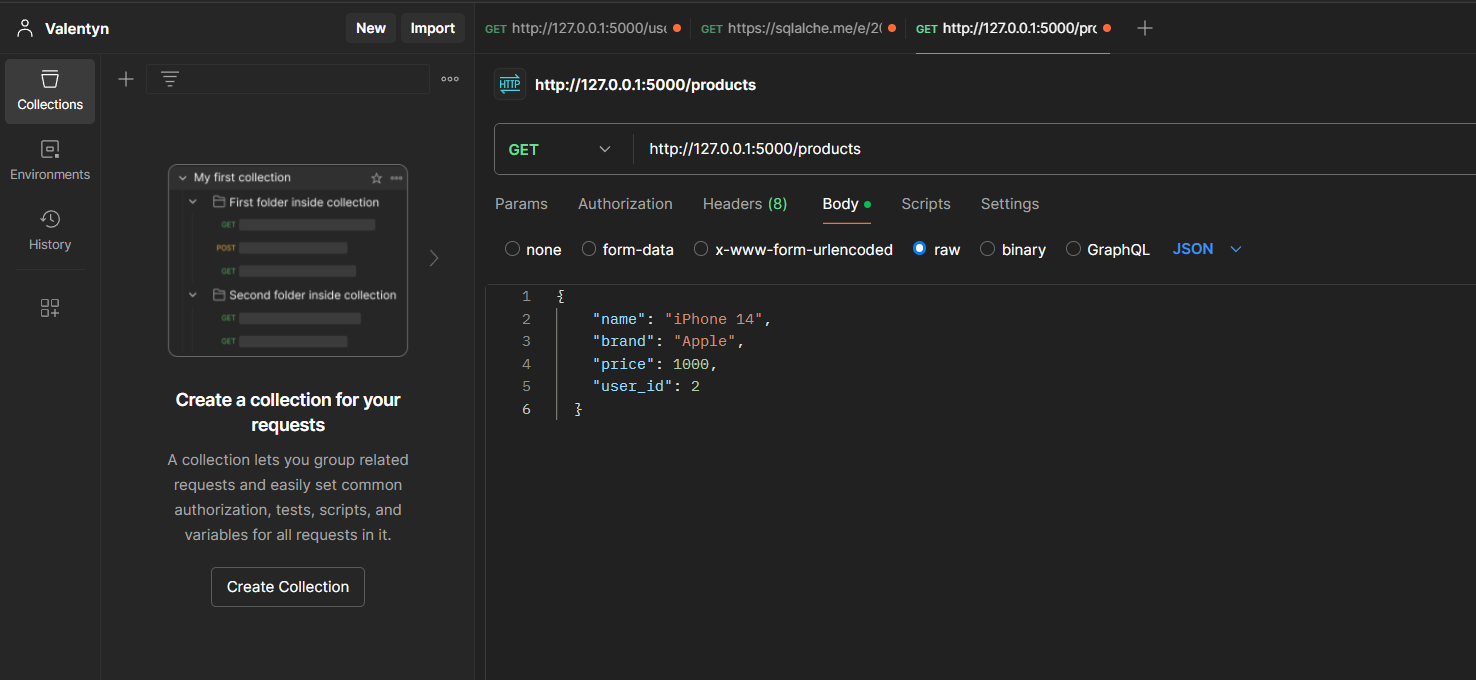 Valentyn
New
Import
GET http://127.0.0.1:5000/use
GET https://sqlalche.me/e/20
GET http://127.0.0.1:5000/prc
Collections
Environments
History
My first collection
First folder inside collection
GET
POST
GET
Second folder inside collection
GET
GET
Create a collection for your
requests
A collection lets you group related
requests and easily set common
authorization, tests, scripts, and
variables for all requests in it.
Create Collection
HTTP http://127.0.0.1:5000/products
GET http://127.0.0.1:5000/products
Params Authorization Headers (8) Body Scripts Settings
none form-data x-www-form-urlencoded raw binary GraphQL JSON
1 {
2 "name": "iPhone 14",
3 "brand": "Apple",
4 "price": 1000,
5 "user_id": 2
6 }